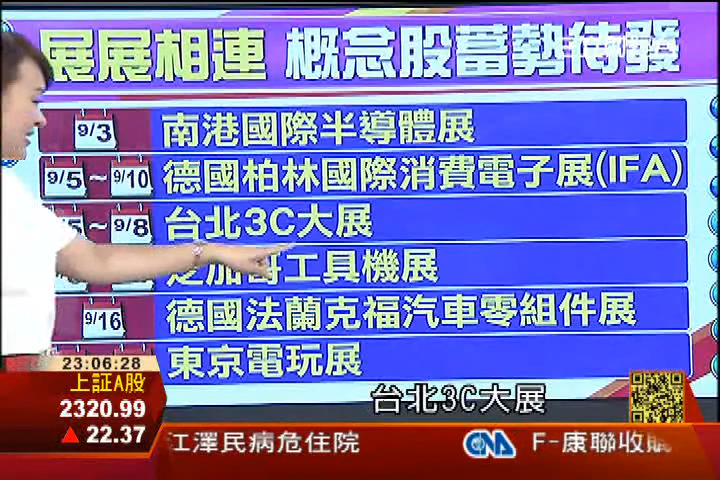 展展相連 概念股蓄勢待發
9/3 南港國際半導體展
9/5~9/10 德國柏林國際消費電子展(IFA)
~9/8 台北3C大展
芝加哥工具機展
9/16 德國法蘭克福汽車零組件展
東京電玩展
23:06:28
上証A股
2320.99
▲ 22.37
台北3C大展
江澤民病危住院 CNA F-康聯收購